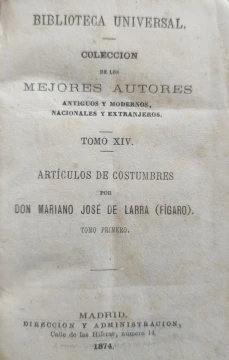 BIBLIOTECA UNIVERSAL.
COLECCION
DE LOS
MEJORES AUTORES
ANTIGUOS Y MODERNOS,
NACIONALES Y EXTRANJEROS.
TOMO XIV.
ARTÍCULOS DE COSTUMBRES
POR
DON MARIANO JOSÉ DE LARRA (FÍGARO).
TOMO PRIMERO.
MADRID.
DIRECCION Y ADMINISTRACION,
Calle de las Hileras, número 14.
1874.